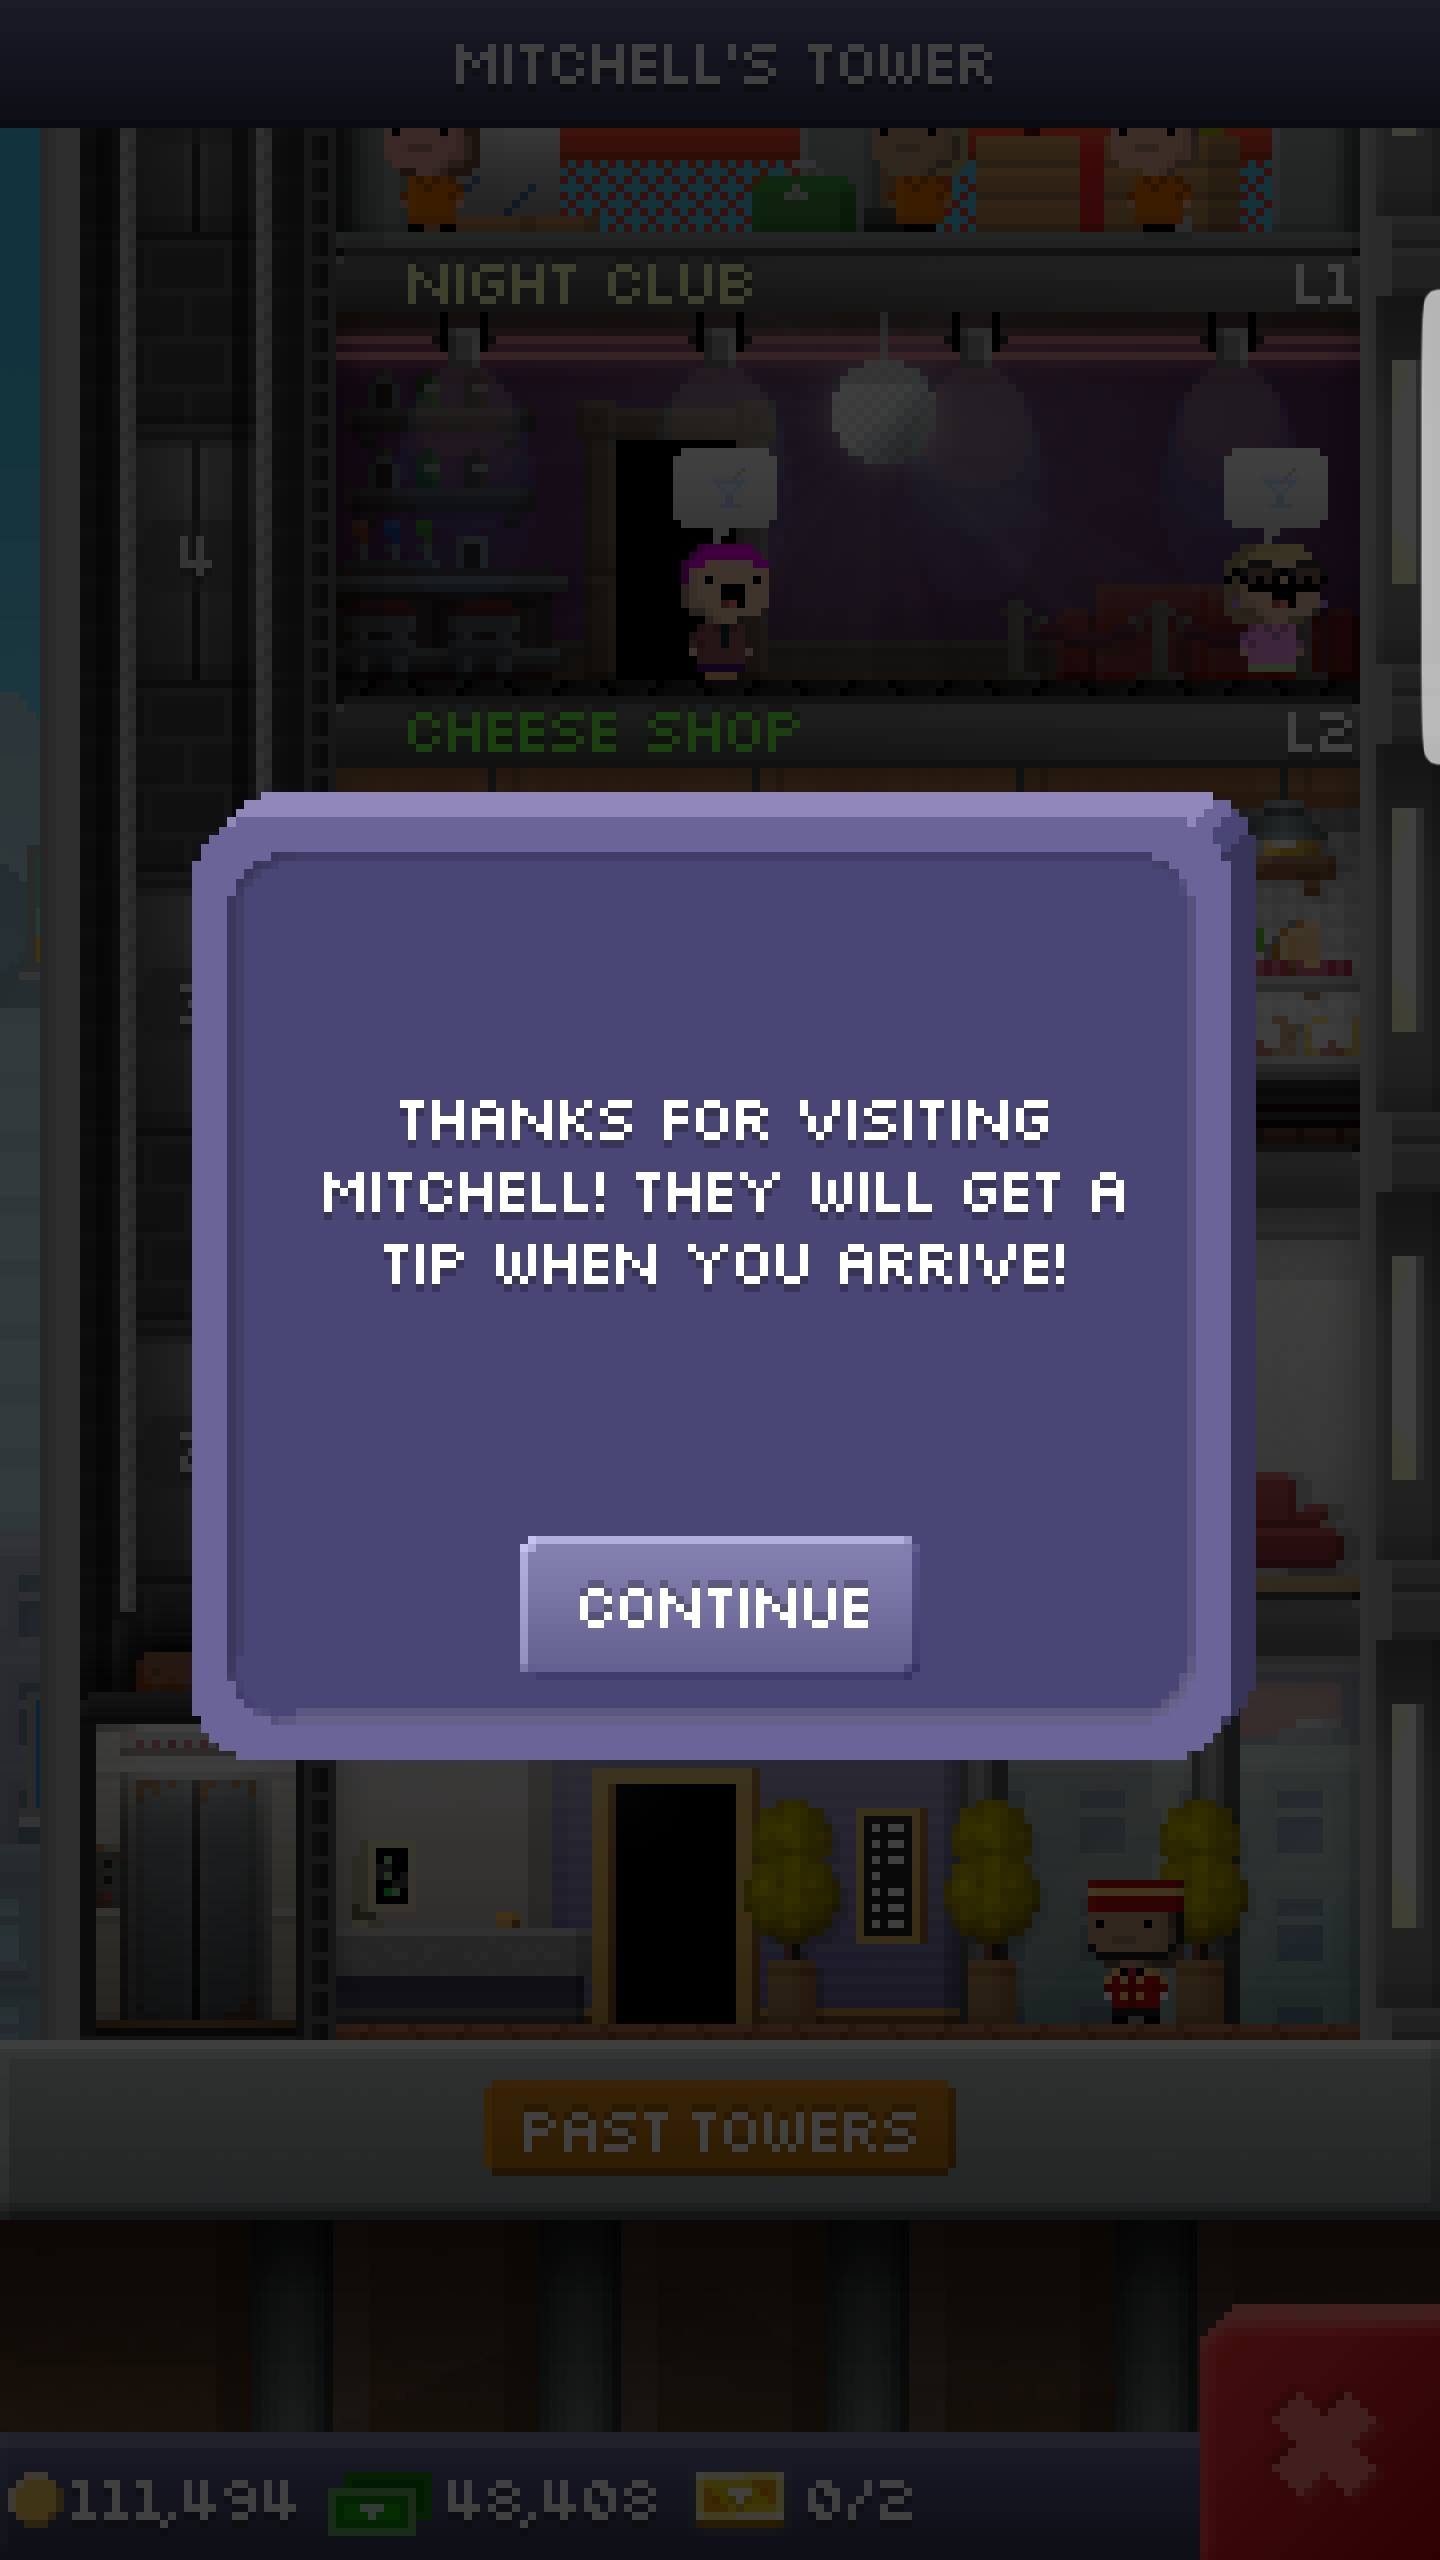 MITCHELL'S TOWER
NIGHT CLUB L1
4
CHEESE SHOP L2
THANKS FOR VISITING
MITCHELL! THEY WILL GET A
TIP WHEN YOU ARRIVE!
CONTINUE
PAST TOWERS
111,494 48,408 0/2